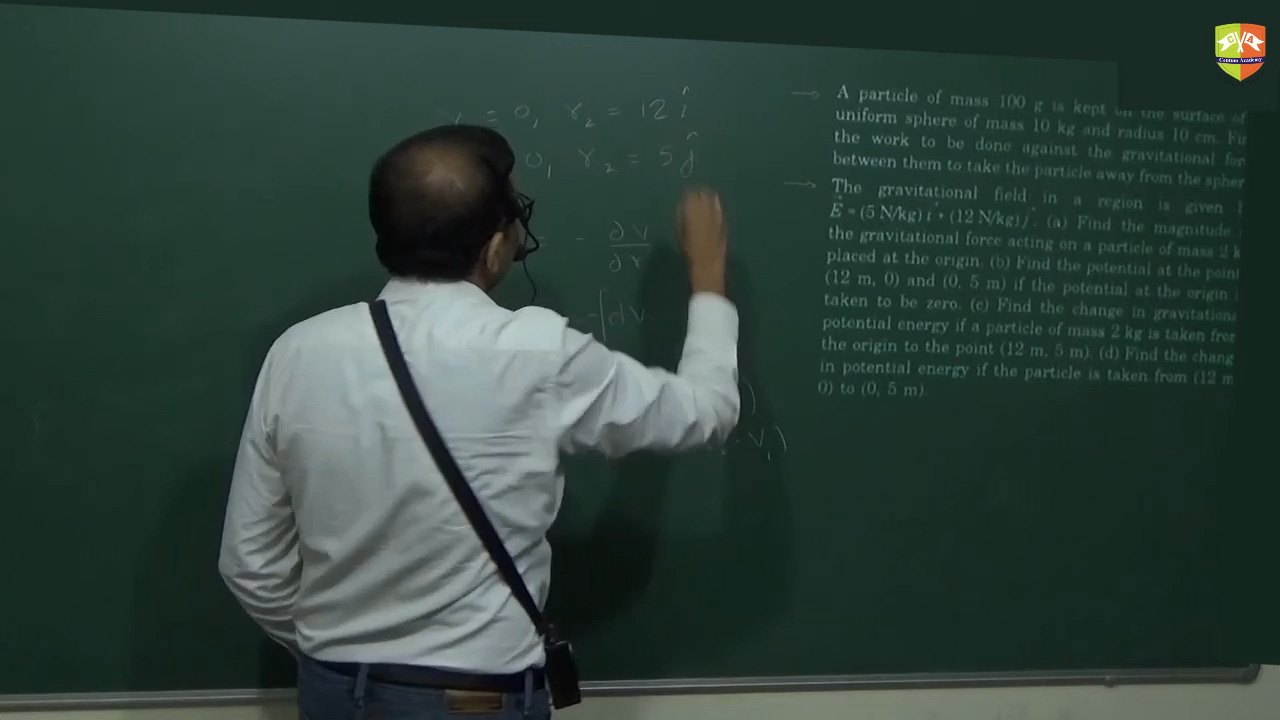 = 0, r₂ = 12 î
0, r₂ = 5 ĵ
= - ∂V
∂r
- ∫dV
)
- V₁)
→ A particle of mass 100 g is kept on the surface of
uniform sphere of mass 10 kg and radius 10 cm.
the work to be done against the gravitational
between them to take the particle away from the
→ The gravitational field in a region is given
E = (5 N/kg) i + (12 N/kg) j. (a) Find the magnitude
the gravitational force acting on a particle of mass 2
placed at the origin. (b) Find the potential at the
(12 m, 0) and (0, 5 m) if the potential at the origin
taken to be zero. (c) Find the change in
potential energy if a particle of mass 2 kg is taken
the origin to the point (12 m, 5 m). (d) Find the
in potential energy if the particle is taken from (12 m
0) to (0, 5 m).
C A
Centum Academy